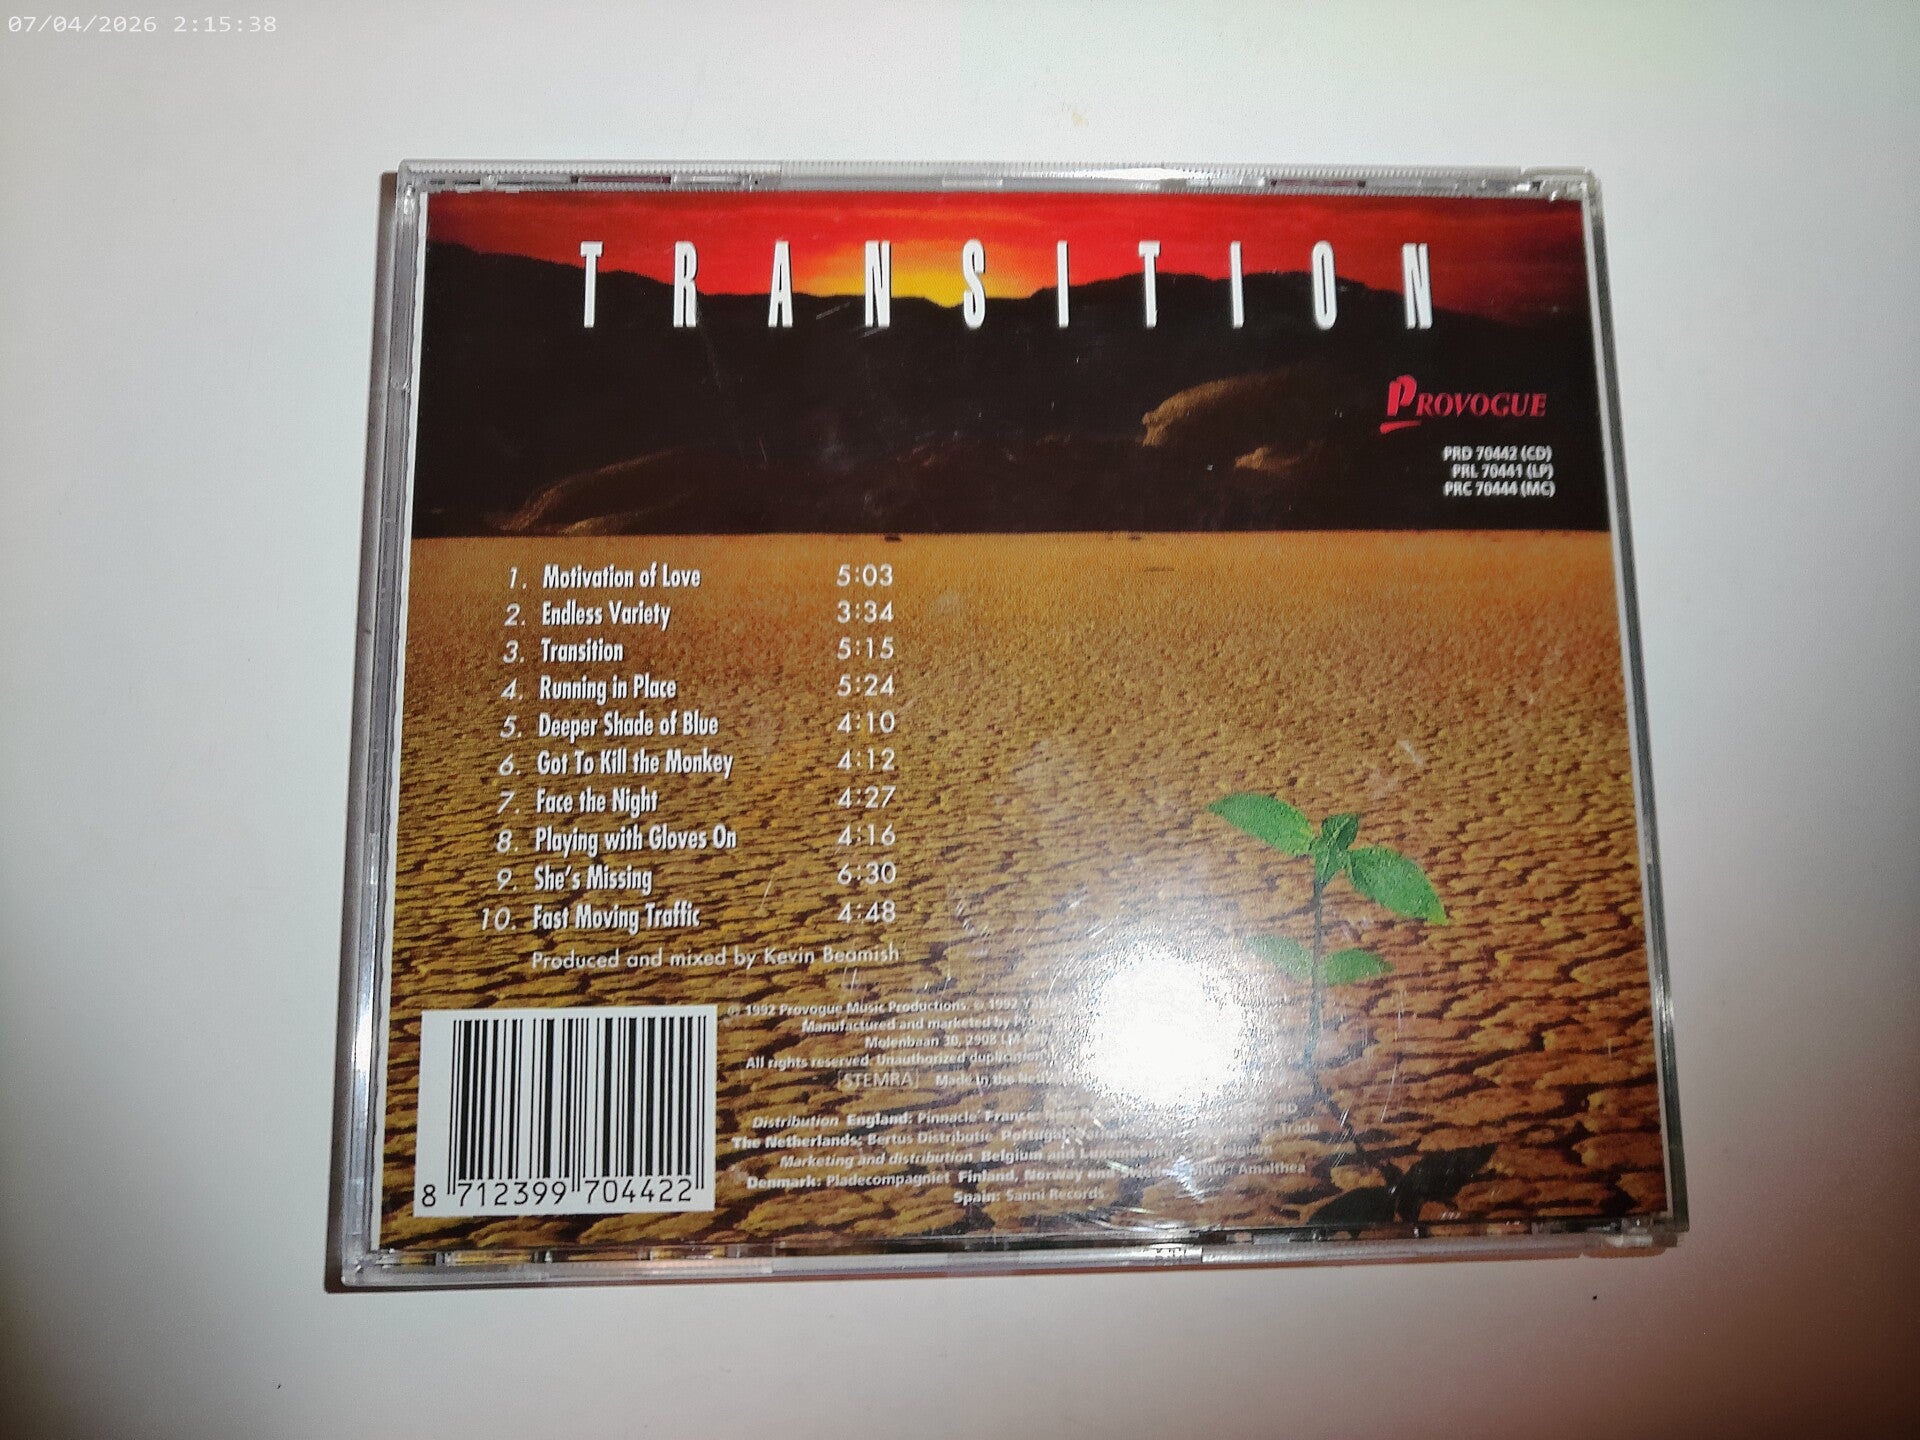 07/04/2026 2:15:38
TRANSITION
PROVOGUE
PRD 70442 (CD)
PRL 70441 (LP)
PRC 70444 (MC)
1. Motivation of Love 5:03
2. Endless Variety 3:34
3. Transition 5:15
4. Running in Place 5:24
5. Deeper Shade of Blue 4:10
6. Got To Kill the Monkey 4:12
7. Face the Night 4:27
8. Playing with Gloves On 4:16
9. She's Missing 6:30
10. Fast Moving Traffic 4:48
Produced and mixed by Kevin Beamish
℗ 1992 Provogue Music Productions. © 1992
Manufactured and marketed by
Molenbaan 30, 2908 LM
All rights reserved. Unauthorized duplication
STEMRA Made in the
Distribution England: Pinnacle France:
The Netherlands: Bertus Distributie Portugal: Disc Trade
Marketing and distribution Belgium and Luxembourg: Belgium
Denmark: Pladecompagniet Finland, Norway and Amalthea
Spain: Sanni Records.
8 712399 704422